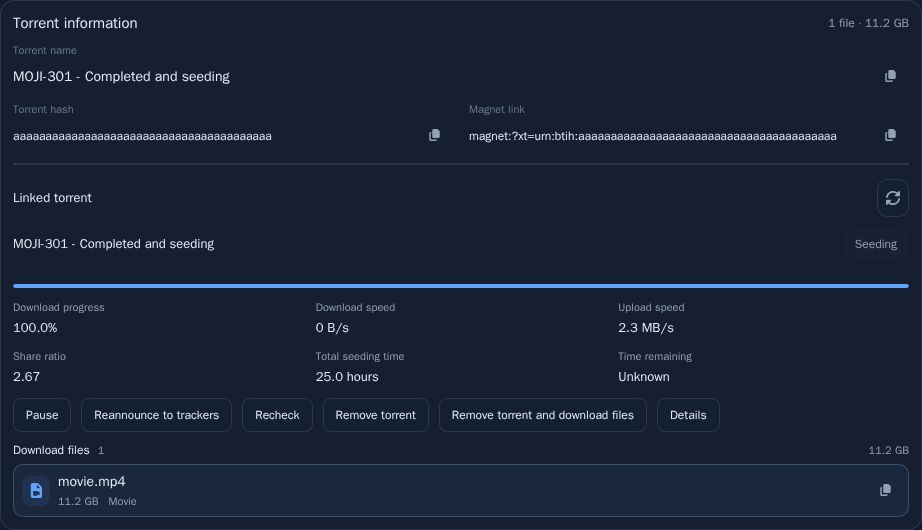 Torrent information
1 file · 11.2 GB
Torrent name
MOJI-301 - Completed and seeding
Torrent hash
Magnet link
aaaaaaaaaaaaaaaaaaaaaaaaaaaaaaaaaaaaaaaa
magnet:?xt=urn:btih:aaaaaaaaaaaaaaaaaaaaaaaaaaaaaaaaaaaaaaaa
Linked torrent
MOJI-301 - Completed and seeding
Seeding
Download progress
Download speed
Upload speed
100.0%
0 B/s
2.3 MB/s
Share ratio
Total seeding time
Time remaining
2.67
25.0 hours
Unknown
Pause
Reannounce to trackers
Recheck
Remove torrent
Remove torrent and download files
Details
Download files 1
11.2 GB
movie.mp4
11.2 GB Movie